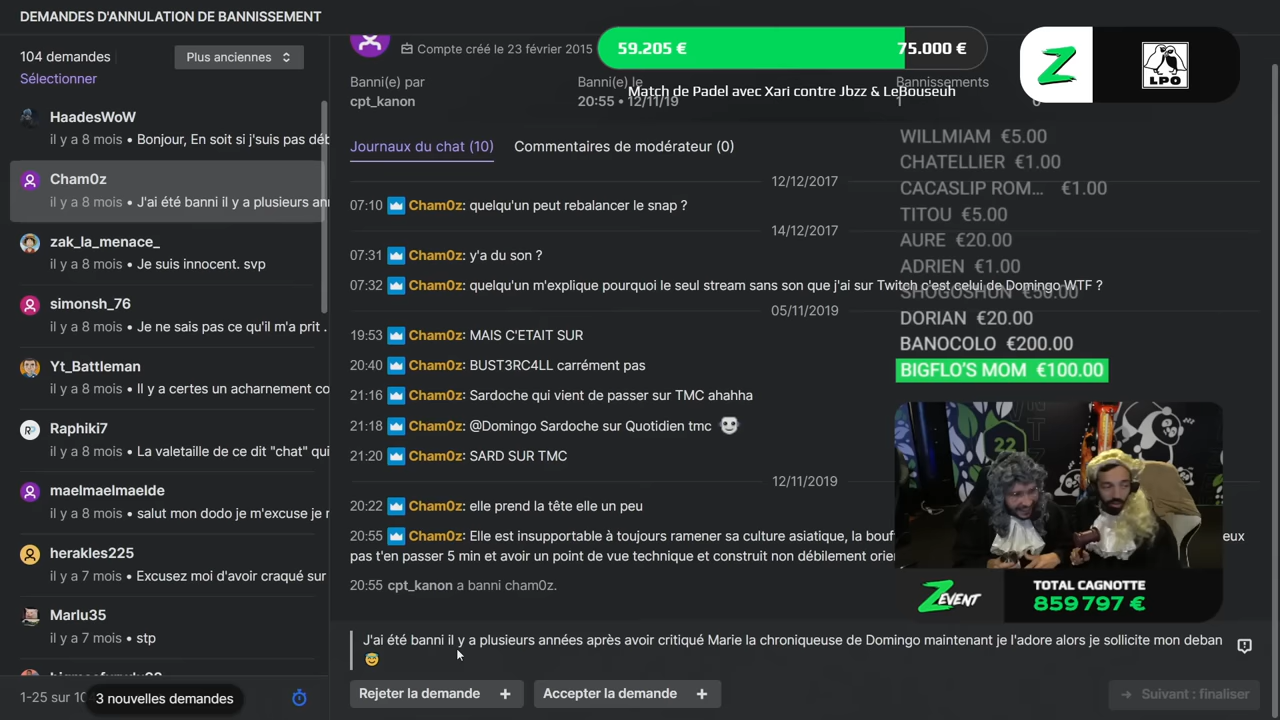 DEMANDES D'ANNULATION DE BANNISSEMENT
104 demandes
Plus anciennes
Sélectionner
HaadesWoW
il y a 8 mois • Bonjour, En soit si j'suis pas déb
Cham0z
il y a 8 mois • J'ai été banni il y a plusieurs an
zak_la_menace_
il y a 8 mois • Je suis innocent. svp
simonsh_76
il y a 8 mois • Je ne sais pas ce qu'il m'a prit .
Yt_Battleman
il y a 8 mois • Il y a certes un acharnement co
Raphiki7
il y a 8 mois • La valetaille de ce dit "chat" qui
maelmaelmaelde
il y a 8 mois • salut mon dodo je m'excuse je r
herakles225
il y a 7 mois • Excusez moi d'avoir craqué sur
Marlu35
il y a 7 mois • stp
1-25 sur 10
3 nouvelles demandes
Compte créé le 23 février 2015
59.205 €
75.000 €
Match de Padel avec Xari contre Jbzz & LeBouseuh
LPO
Banni(e) par
cpt_kanon
Banni(e) le
20:55 • 12/11/19
Bannissements
1
Journaux du chat (10)
Commentaires de modérateur (0)
12/12/2017
07:10 Cham0z: quelqu'un peut rebalancer le snap ?
14/12/2017
07:31 Cham0z: y'a du son ?
07:32 Cham0z: quelqu'un m'explique pourquoi le seul stream sans son que j'ai sur Twitch c'est celui de Domingo WTF ?
05/11/2019
19:53 Cham0z: MAIS C'ETAIT SUR
20:40 Cham0z: BUST3RC4LL carrément pas
21:16 Cham0z: Sardoche qui vient de passer sur TMC ahahha
21:18 Cham0z: @Domingo Sardoche sur Quotidien tmc
21:20 Cham0z: SARD SUR TMC
12/11/2019
20:22 Cham0z: elle prend la tête elle un peu
20:55 Cham0z: Elle est insupportable à toujours ramener sa culture asiatique, la bouf eux
pas t'en passer 5 min et avoir un point de vue technique et construit non débilement orie
20:55 cpt_kanon a banni cham0z.
WILLMIAM €5.00
CHATELLIER €1.00
CACASLIP ROM... €1.00
TITOU €5.00
AURE €20.00
ADRIEN €1.00
SHOGOSHUN €50.00
DORIAN €20.00
BANOCOLO €200.00
BIGFLO'S MOM €100.00
22
ZEVENT
TOTAL CAGNOTTE
859 797 €
J'ai été banni il y a plusieurs années après avoir critiqué Marie la chroniqueuse de Domingo maintenant je l'adore alors je sollicite mon deban
Rejeter la demande +
Accepter la demande +
→ Suivant : finaliser